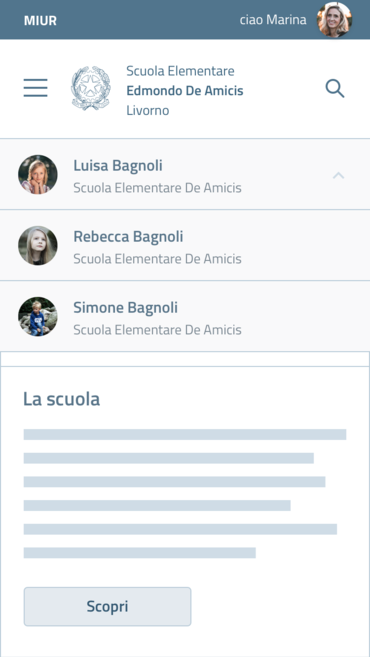 MIUR
ciao Marina
Scuola Elementare
Edmondo De Amicis
Livorno
Luisa Bagnoli
Scuola Elementare De Amicis
Rebecca Bagnoli
Scuola Elementare De Amicis
Simone Bagnoli
Scuola Elementare De Amicis
La scuola
Scopri